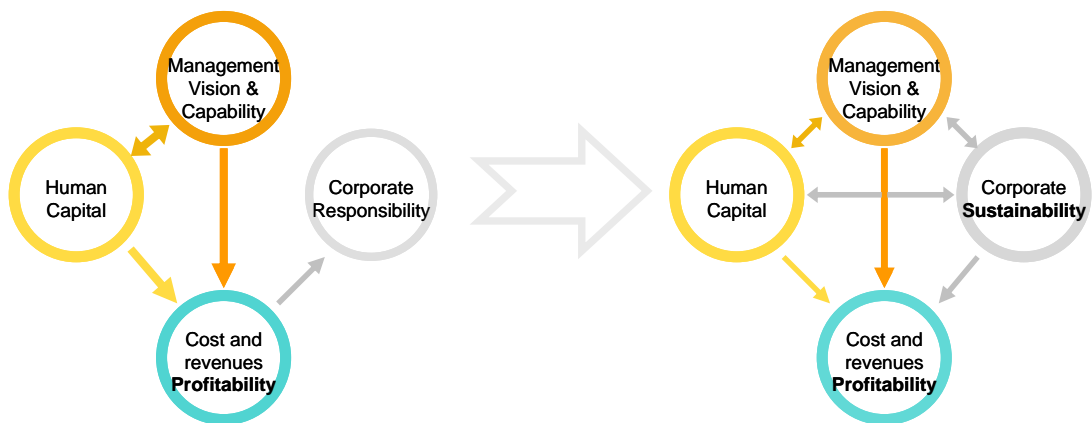 Management
Vision &
Capability
Human
Capital
Corporate
Responsibility
Cost and
revenues
Profitability
Management
Vision &
Capability
Human
Capital
Corporate
Sustainability
Cost and
revenues
Profitability